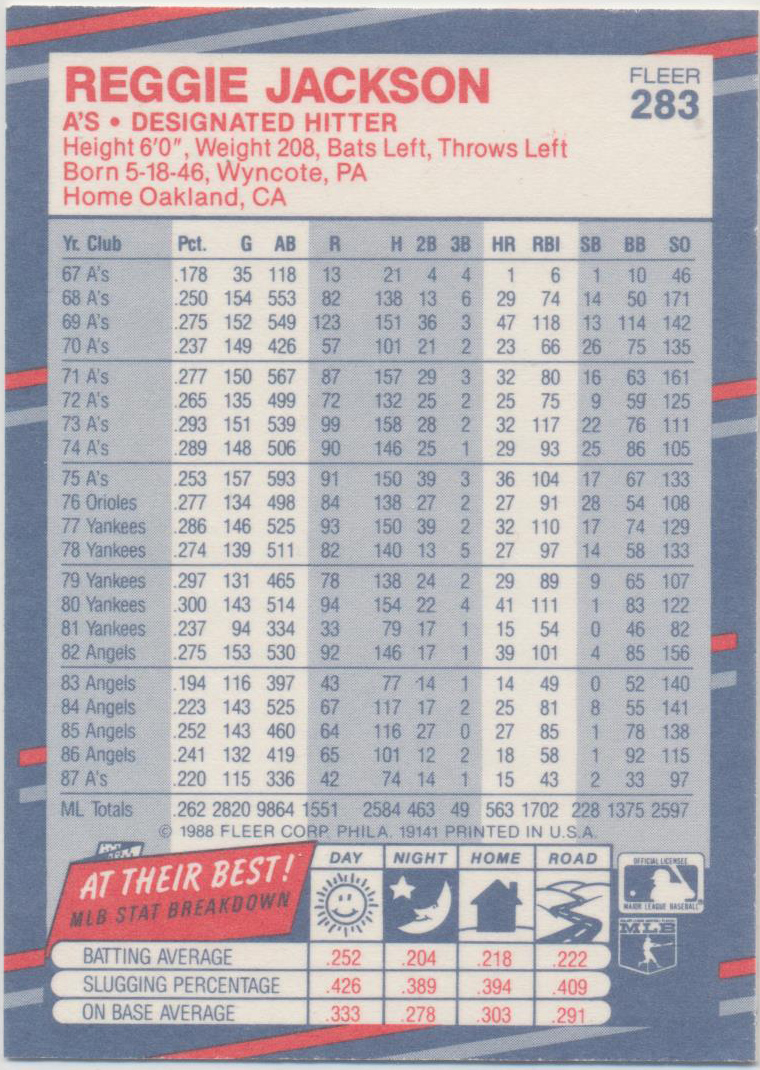 REGGIE JACKSON
FLEER
283
A'S • DESIGNATED HITTER
Height 6'0", Weight 208, Bats Left, Throws Left
Born 5-18-46, Wyncote, PA
Home Oakland, CA
Yr. Club Pct. G AB R H 2B 3B HR RBI SB BB SO
67 A's .178 35 118 13 21 4 4 1 6 1 10 46
68 A's .250 154 553 82 138 13 6 29 74 14 50 171
69 A's .275 152 549 123 151 36 3 47 118 13 114 142
70 A's .237 149 426 57 101 21 2 23 66 26 75 135
71 A's .277 150 567 87 157 29 3 32 80 16 63 161
72 A's .265 135 499 72 132 25 2 25 75 9 59 125
73 A's .293 151 539 99 158 28 2 32 117 22 76 111
74 A's .289 148 506 90 146 25 1 29 93 25 86 105
75 A's .253 157 593 91 150 39 3 36 104 17 67 133
76 Orioles .277 134 498 84 138 27 2 27 91 28 54 108
77 Yankees .286 146 525 93 150 39 2 32 110 17 74 129
78 Yankees .274 139 511 82 140 13 5 27 97 14 58 133
79 Yankees .297 131 465 78 138 24 2 29 89 9 65 107
80 Yankees .300 143 514 94 154 22 4 41 111 1 83 122
81 Yankees .237 94 334 33 79 17 1 15 54 0 46 82
82 Angels .275 153 530 92 146 17 1 39 101 4 85 156
83 Angels .194 116 397 43 77 14 1 14 49 0 52 140
84 Angels .223 143 525 67 117 17 2 25 81 8 55 141
85 Angels .252 143 460 64 116 27 0 27 85 1 78 138
86 Angels .241 132 419 65 101 12 2 18 58 1 92 115
87 A's .220 115 336 42 74 14 1 15 43 2 33 97
ML Totals .262 2820 9864 1551 2584 463 49 563 1702 228 1375 2597
© 1988 FLEER CORP. PHILA. 19141 PRINTED IN U.S.A.
AT THEIR BEST!
MLB STAT BREAKDOWN
DAY NIGHT HOME ROAD
OFFICIAL LICENSEE
MAJOR LEAGUE BASEBALL
MLB
BATTING AVERAGE .252 .204 .218 .222
SLUGGING PERCENTAGE .426 .389 .394 .409
ON BASE AVERAGE .333 .278 .303 .291